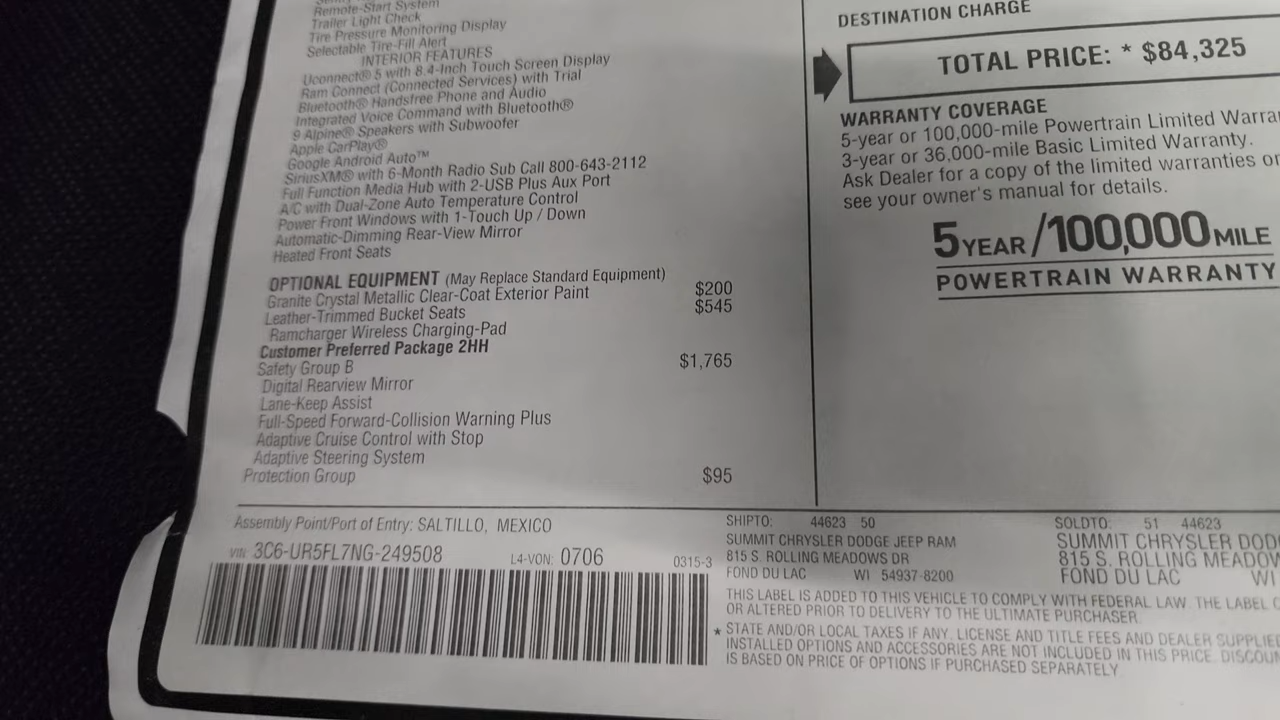 Remote-Start System
Trailer Light Check
Tire Pressure Monitoring Display
Selectable Tire-Fill Alert
INTERIOR FEATURES
Uconnect® 5 with 8.4-Inch Touch Screen Display
Ram Connect (Connected Services) with Trial
Bluetooth® Handsfree Phone and Audio
Integrated Voice Command with Bluetooth®
9 Alpine® Speakers with Subwoofer
Apple CarPlay®
Google Android Auto™
SiriusXM® with 6-Month Radio Sub Call 800-643-2112
Full Function Media Hub with 2-USB Plus Aux Port
A/C with Dual-Zone Auto Temperature Control
Power Front Windows with 1-Touch Up / Down
Automatic-Dimming Rear-View Mirror
Heated Front Seats
OPTIONAL EQUIPMENT (May Replace Standard Equipment)
Granite Crystal Metallic Clear-Coat Exterior Paint $200
Leather-Trimmed Bucket Seats $545
Ramcharger Wireless Charging-Pad
Customer Preferred Package 2HH
Safety Group B $1,765
Digital Rearview Mirror
Lane-Keep Assist
Full-Speed Forward-Collision Warning Plus
Adaptive Cruise Control with Stop
Adaptive Steering System
Protection Group $95
DESTINATION CHARGE
TOTAL PRICE: * $84,325
WARRANTY COVERAGE
5-year or 100,000-mile Powertrain Limited Warra
3-year or 36,000-mile Basic Limited Warranty.
Ask Dealer for a copy of the limited warranties or
see your owner's manual for details.
5 YEAR /100,000 MILE
POWERTRAIN WARRANTY
Assembly Point/Port of Entry: SALTILLO, MEXICO
VIN: 3C6-UR5FL7NG-249508 L4-VON: 0706 0315-3
SHIPTO: 44623 50
SUMMIT CHRYSLER DODGE JEEP RAM
815 S. ROLLING MEADOWS DR
FOND DU LAC WI 54937-8200
SOLDTO: 51 44623
SUMMIT CHRYSLER DOD
815 S. ROLLING MEADOW
FOND DU LAC WI
THIS LABEL IS ADDED TO THIS VEHICLE TO COMPLY WITH FEDERAL LAW. THE LABEL C
OR ALTERED PRIOR TO DELIVERY TO THE ULTIMATE PURCHASER.
* STATE AND/OR LOCAL TAXES IF ANY, LICENSE AND TITLE FEES AND DEALER SUPPLIE
INSTALLED OPTIONS AND ACCESSORIES ARE NOT INCLUDED IN THIS PRICE. DISCOUN
IS BASED ON PRICE OF OPTIONS IF PURCHASED SEPARATELY